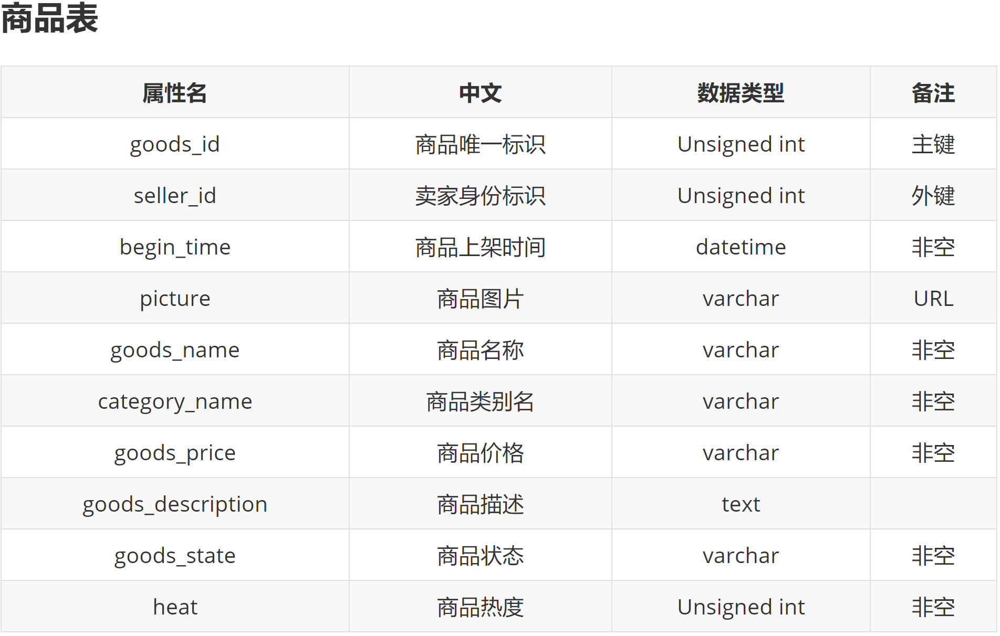 商品表
属性名 中文 数据类型 备注
goods_id 商品唯一标识 Unsigned int 主键
seller_id 卖家身份标识 Unsigned int 外键
begin_time 商品上架时间 datetime 非空
picture 商品图片 varchar URL
goods_name 商品名称 varchar 非空
category_name 商品类别名 varchar 非空
goods_price 商品价格 varchar 非空
goods_description 商品描述 text
goods_state 商品状态 varchar 非空
heat 商品热度 Unsigned int 非空